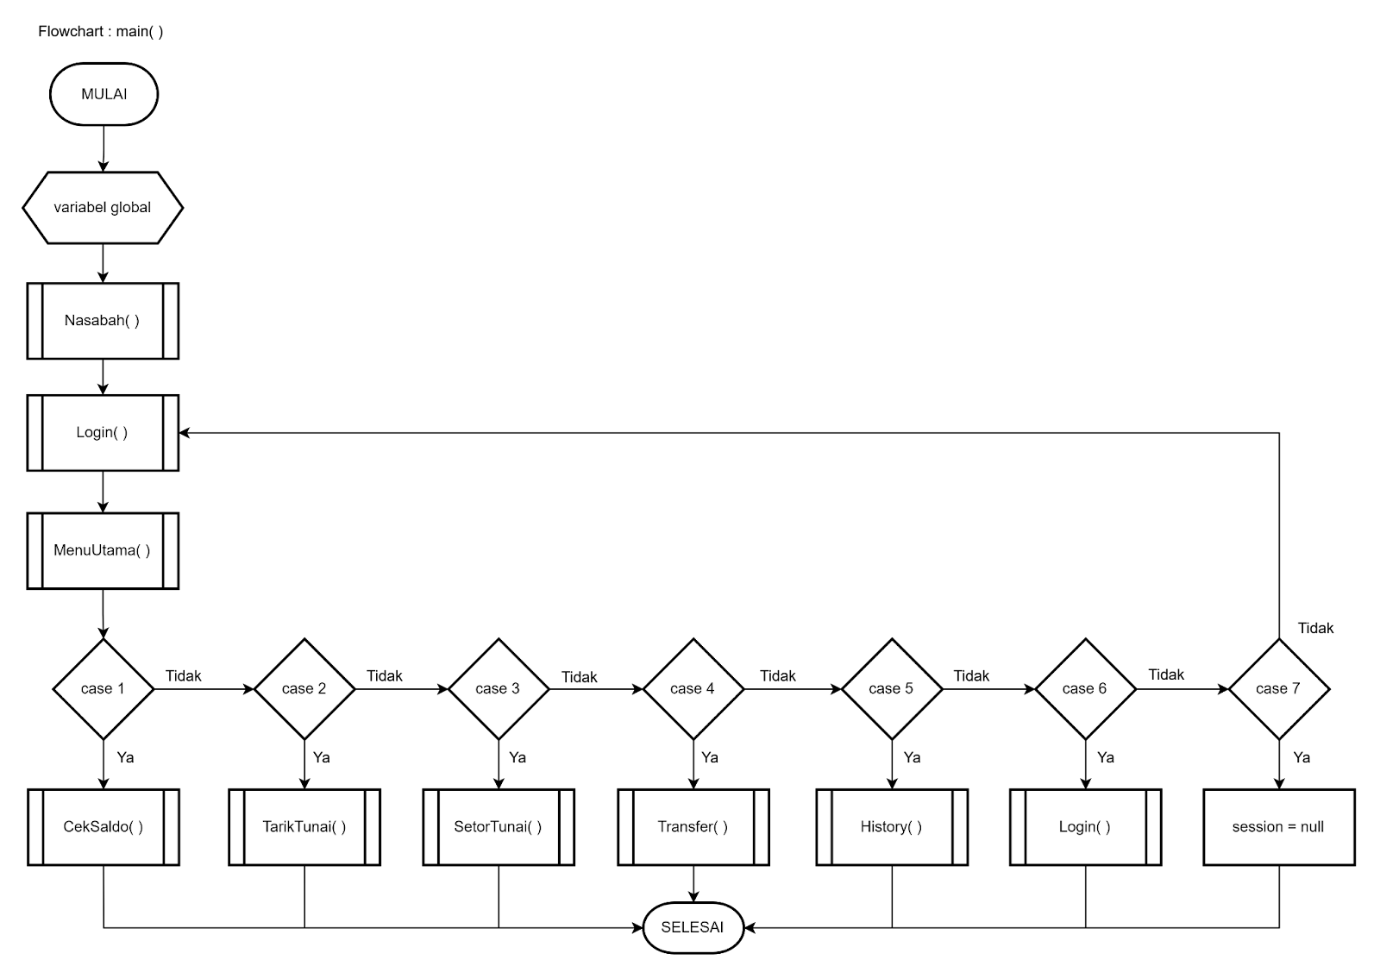 Flowchart : main( )
MULAI
variabel global
Nasabah( )
Login( )
MenuUtama( )
case 1
Tidak
case 2
Tidak
case 3
Tidak
case 4
Tidak
case 5
Tidak
case 6
Tidak
case 7
Tidak
Ya
Ya
Ya
Ya
Ya
Ya
Ya
CekSaldo( )
TarikTunai( )
SetorTunai( )
Transfer( )
History( )
Login( )
session = null
SELESAI